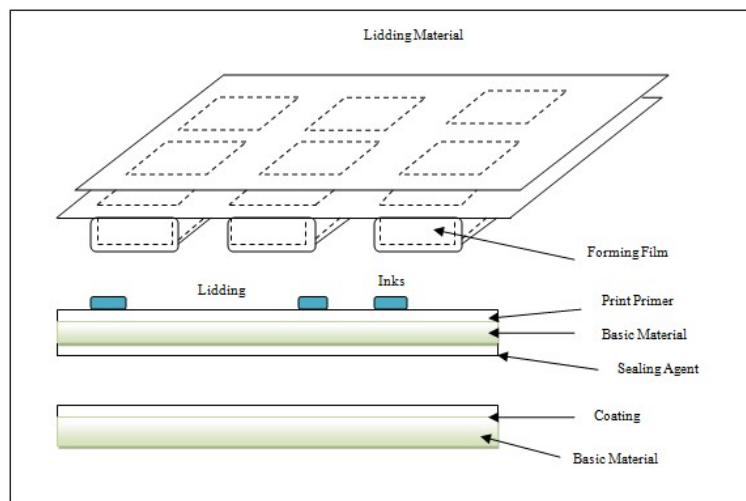 Lidding Material
Forming Film
Lidding
Inks
Print Primer
Basic Material
Sealing Agent
Coating
Basic Material